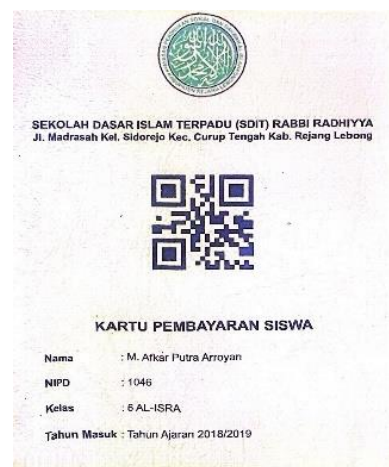 SEKOLAH DASAR ISLAM TERPADU (SDIT) RABBI RADHIYYA
Jl. Madrasah Kel. Sidorejo Kec. Curup Tengah Kab. Rejang Lebong
KARTU PEMBAYARAN SISWA
Nama : M. Afkar Putra Arroyan
NIPD : 1046
Kelas : 6 AL-ISRA
Tahun Masuk : Tahun Ajaran 2018/2019